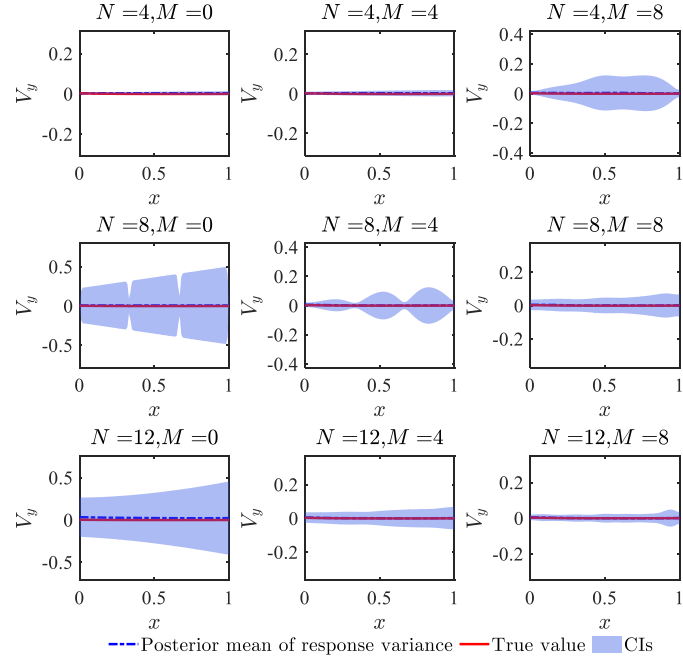 N =4,M =0
N =4,M =4
N =4,M =8
0.2
0
-0.2
V_y
0
0.5
1
x
0.2
0
-0.2
V_y
0
0.5
1
x
0.4
0.2
0
-0.2
-0.4
V_y
0
0.5
1
x
N =8,M =0
N =8,M =4
N =8,M =8
0.5
0
-0.5
V_y
0
0.5
1
x
0.4
0.2
0
-0.2
-0.4
V_y
0
0.5
1
x
0.2
0
-0.2
V_y
0
0.5
1
x
N =12,M =0
N =12,M =4
N =12,M =8
0.5
0
-0.5
V_y
0
0.5
1
x
0.2
0
-0.2
V_y
0
0.5
1
x
0.2
0
-0.2
V_y
0
0.5
1
x
Posterior mean of response variance True value CIs